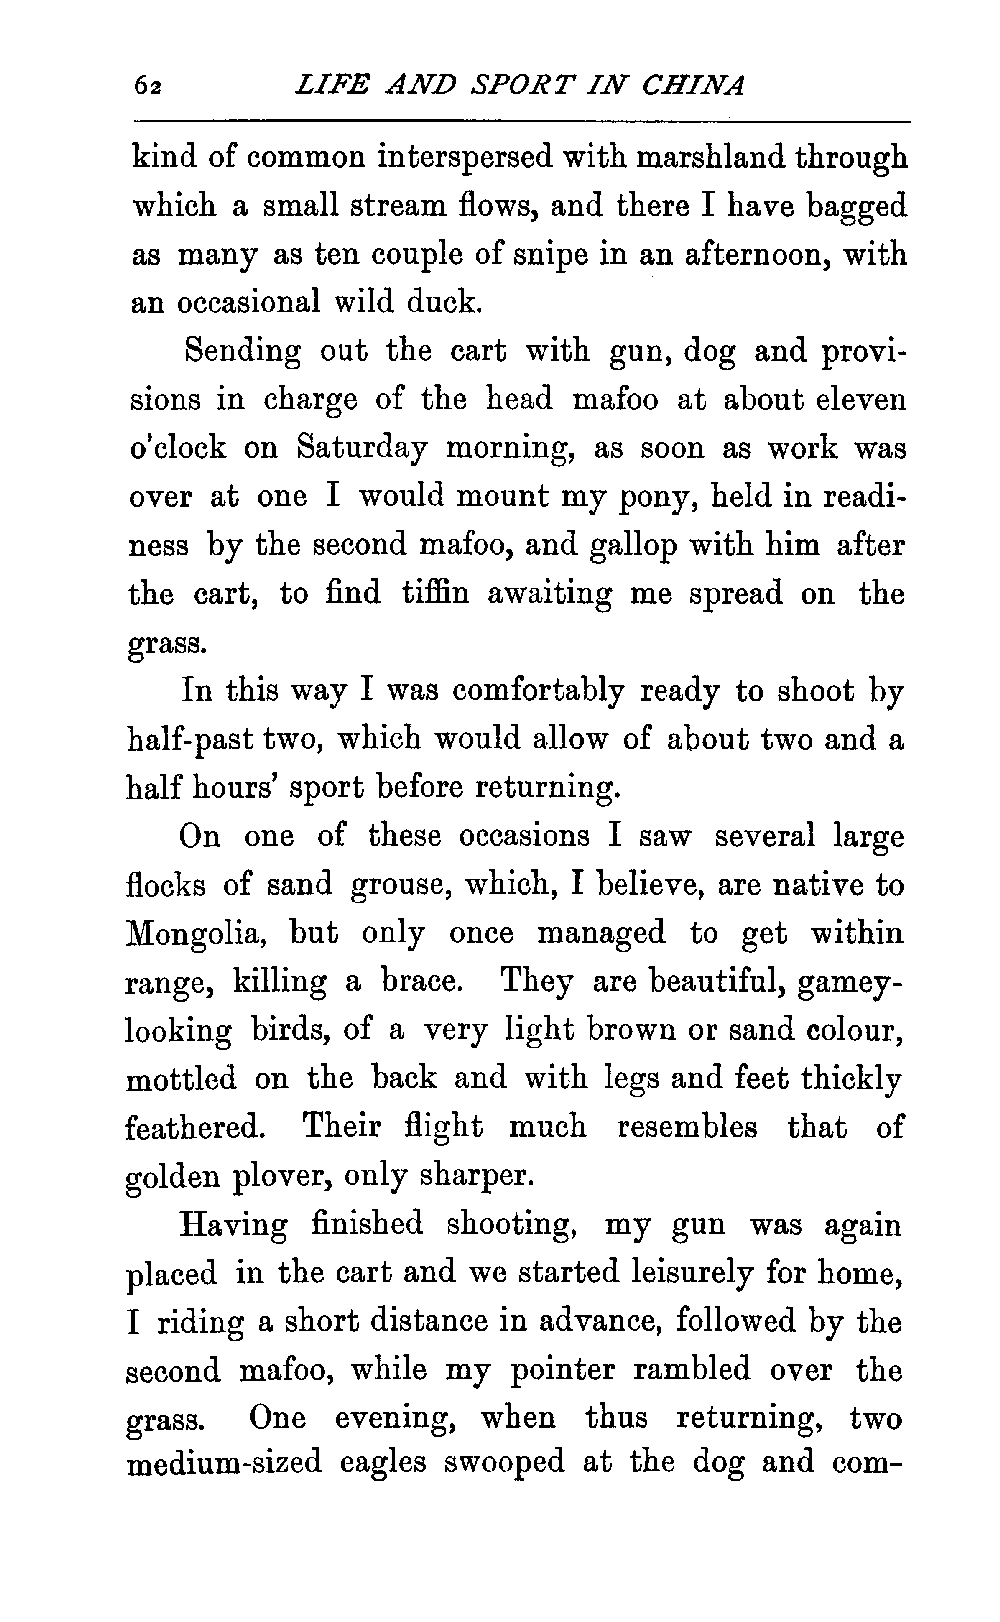 62 LIFE AND SPORT IN CHINA
kind of common interspersed with marshland through
which a small stream flows, and there I have bagged
as many as ten couple of snipe in an afternoon, with
an occasional wild duck.
Sending out the cart with gun, dog and provi-
sions in charge of the head mafoo at about eleven
o'clock on Saturday morning, as soon as work was
over at one I would mount my pony, held in readi-
ness by the second mafoo, and gallop with him after
the cart, to find tiffin awaiting me spread on the
grass.
In this way I was comfortably ready to shoot by
half-past two, which would allow of about two and a
half hours' sport before returning.
On one of these occasions I saw several large
flocks of sand grouse, which, I believe, are native to
Mongolia, but only once managed to get within
range, killing a brace. They are beautiful, gamey-
looking birds, of a very light brown or sand colour,
mottled on the back and with legs and feet thickly
feathered. Their flight much resembles that of
golden plover, only sharper.
Having finished shooting, my gun was again
placed in the cart and we started leisurely for home,
I riding a short distance in advance, followed by the
second mafoo, while my pointer rambled over the
grass. One evening, when thus returning, two
medium-sized eagles swooped at the dog and com-